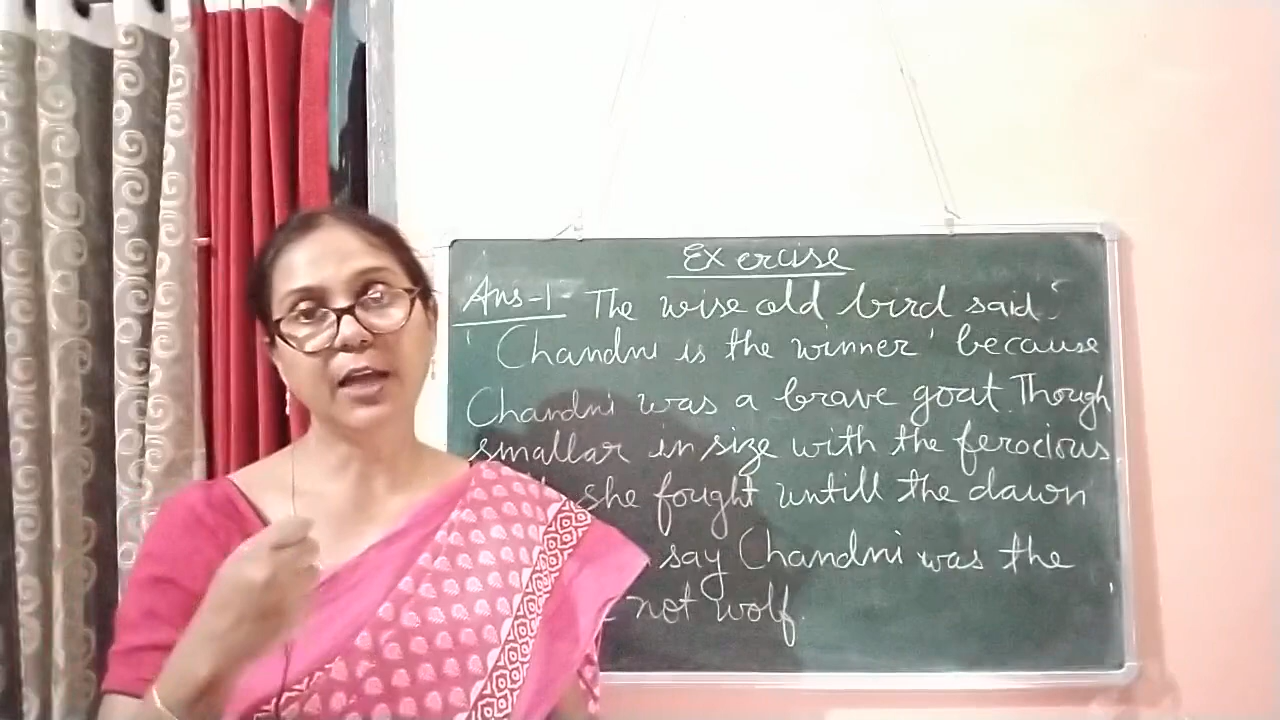 Exercise
Ans-1- The wise old bird said
'Chandni is the winner' because
Chandni was a brave goat. Though
smallar in size with the ferocious
she fought untill the dawn
say Chandni was the
not wolf.